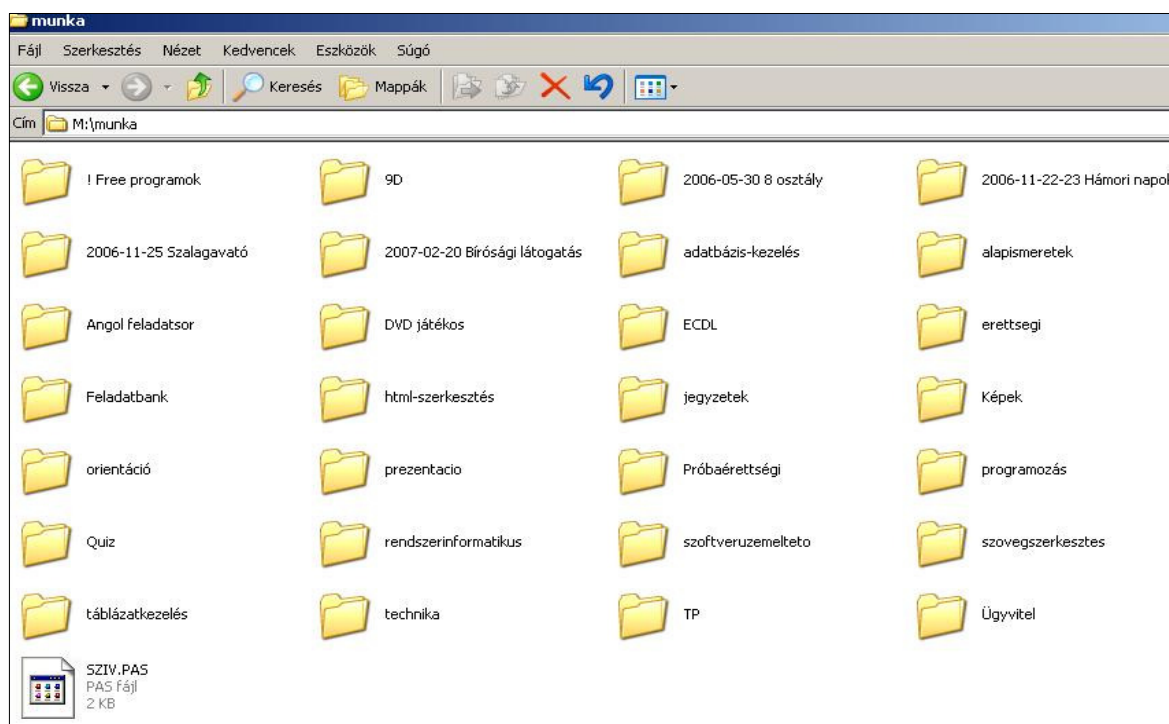 munka
Fájl Szerkesztés Nézet Kedvencek Eszközök Súgó
Vissza Keresés Mappák
Cím M:\munka
! Free programok 9D 2006-05-30 8 osztály 2006-11-22-23 Hámori napok
2006-11-25 Szalagavató 2007-02-20 Bírósági látogatás adatbázis-kezelés alapismeretek
Angol feladatsor DVD játékos ECDL erettsegi
Feladatbank html-szerkesztés jegyzetek Képek
orientáció prezentacio Próbaérettségi programozás
Quiz rendszerinformatikus szoftveruzemelteto szovegszerkesztes
táblázatkezelés technika TP Ügyvitel
SZIV.PAS
PAS fájl
2 KB